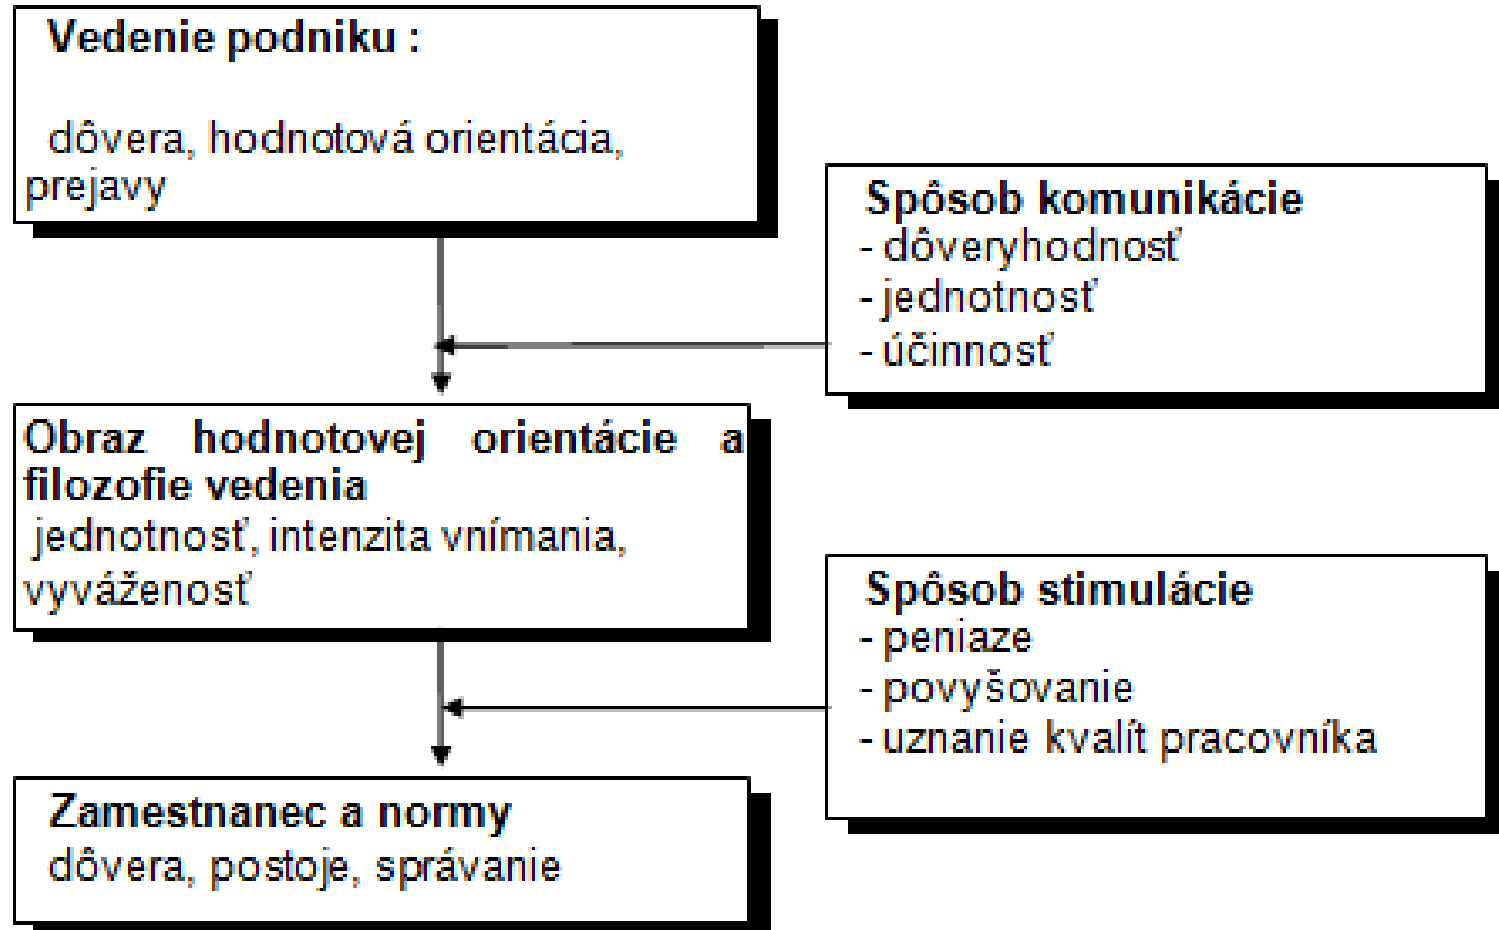 Vedenie podniku :
dôvera, hodnotová orientácia,
prejavy
Spôsob komunikácie
- dôveryhodnosť
- jednotnosť
- účinnosť
Obraz hodnotovej orientácie a
filozofie vedenia
jednotnosť, intenzita vnímania,
vyváženosť
Spôsob stimulácie
- peniaze
- povyšovanie
- uznanie kvalít pracovníka
Zamestnanec a normy
dôvera, postoje, správanie